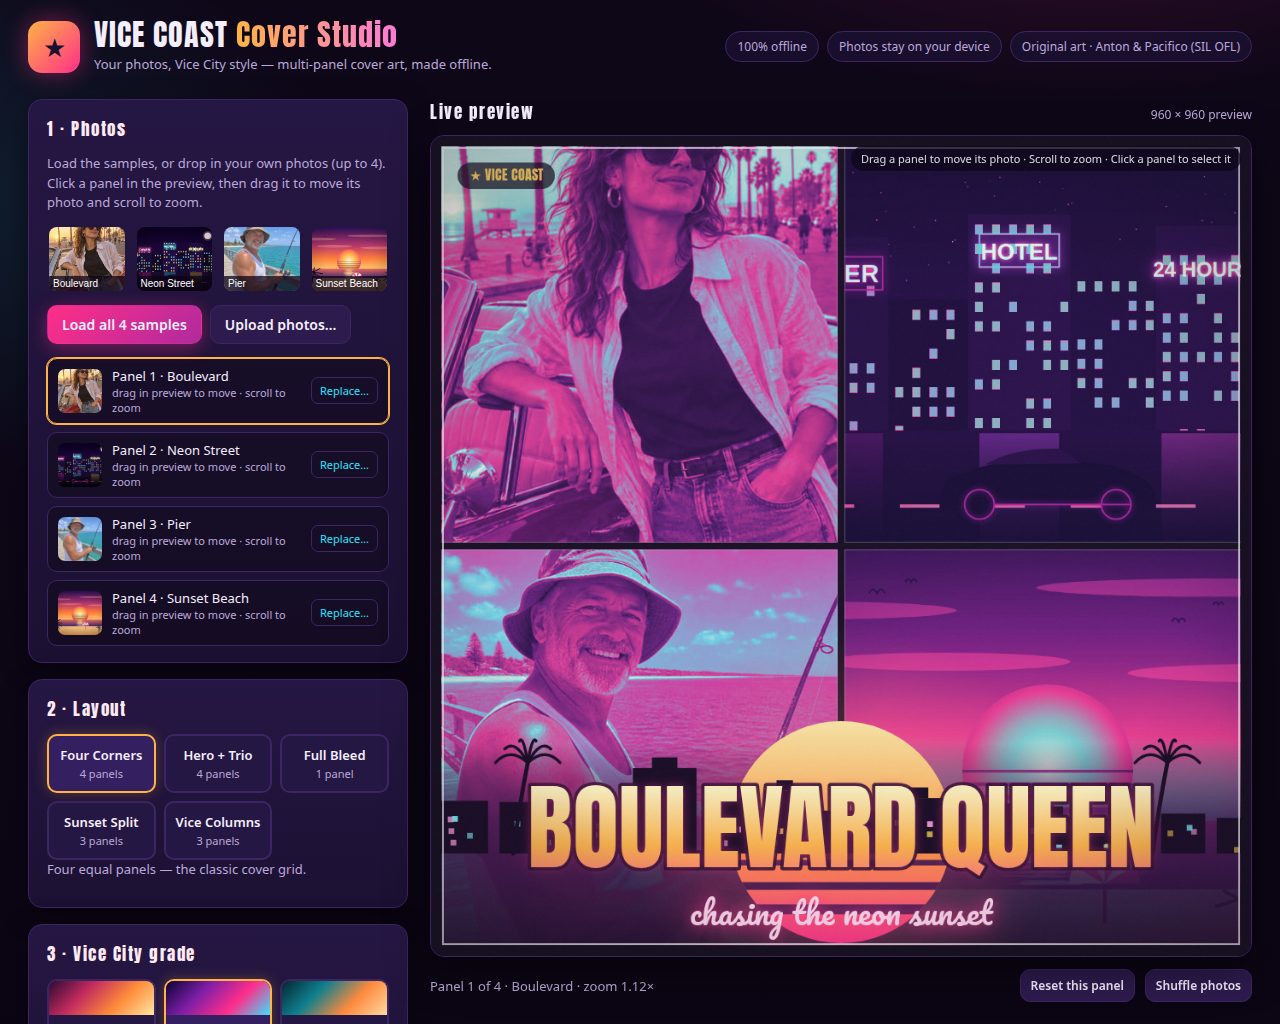 ★
VICE COAST Cover Studio
Your photos, Vice City style — multi-panel cover art, made offline.
100% offline
Photos stay on your device
Original art · Anton & Pacifico (SIL OFL)
1 · Photos
Load the samples, or drop in your own photos (up to 4).
Click a panel in the preview, then drag it to move its
photo and scroll to zoom.
Boulevard
Neon Street
Pier
Sunset Beach
Load all 4 samples
Upload photos...
Panel 1 · Boulevard
drag in preview to move · scroll to
zoom
Replace...
Panel 2 · Neon Street
drag in preview to move · scroll to
zoom
Replace...
Panel 3 · Pier
drag in preview to move · scroll to
zoom
Replace...
Panel 4 · Sunset Beach
drag in preview to move · scroll to
zoom
Replace...
2 · Layout
Four Corners
4 panels
Hero + Trio
4 panels
Full Bleed
1 panel
Sunset Split
3 panels
Vice Columns
3 panels
Four equal panels — the classic cover grid.
3 · Vice City grade
Live preview
960 × 960 preview
★ VICE COAST
Drag a panel to move its photo · Scroll to zoom · Click a panel to select it
ER
HOTEL
24 HOUR
BOULEVARD QUEEN
chasing the neon sunset
Panel 1 of 4 · Boulevard · zoom 1.12×
Reset this panel
Shuffle photos